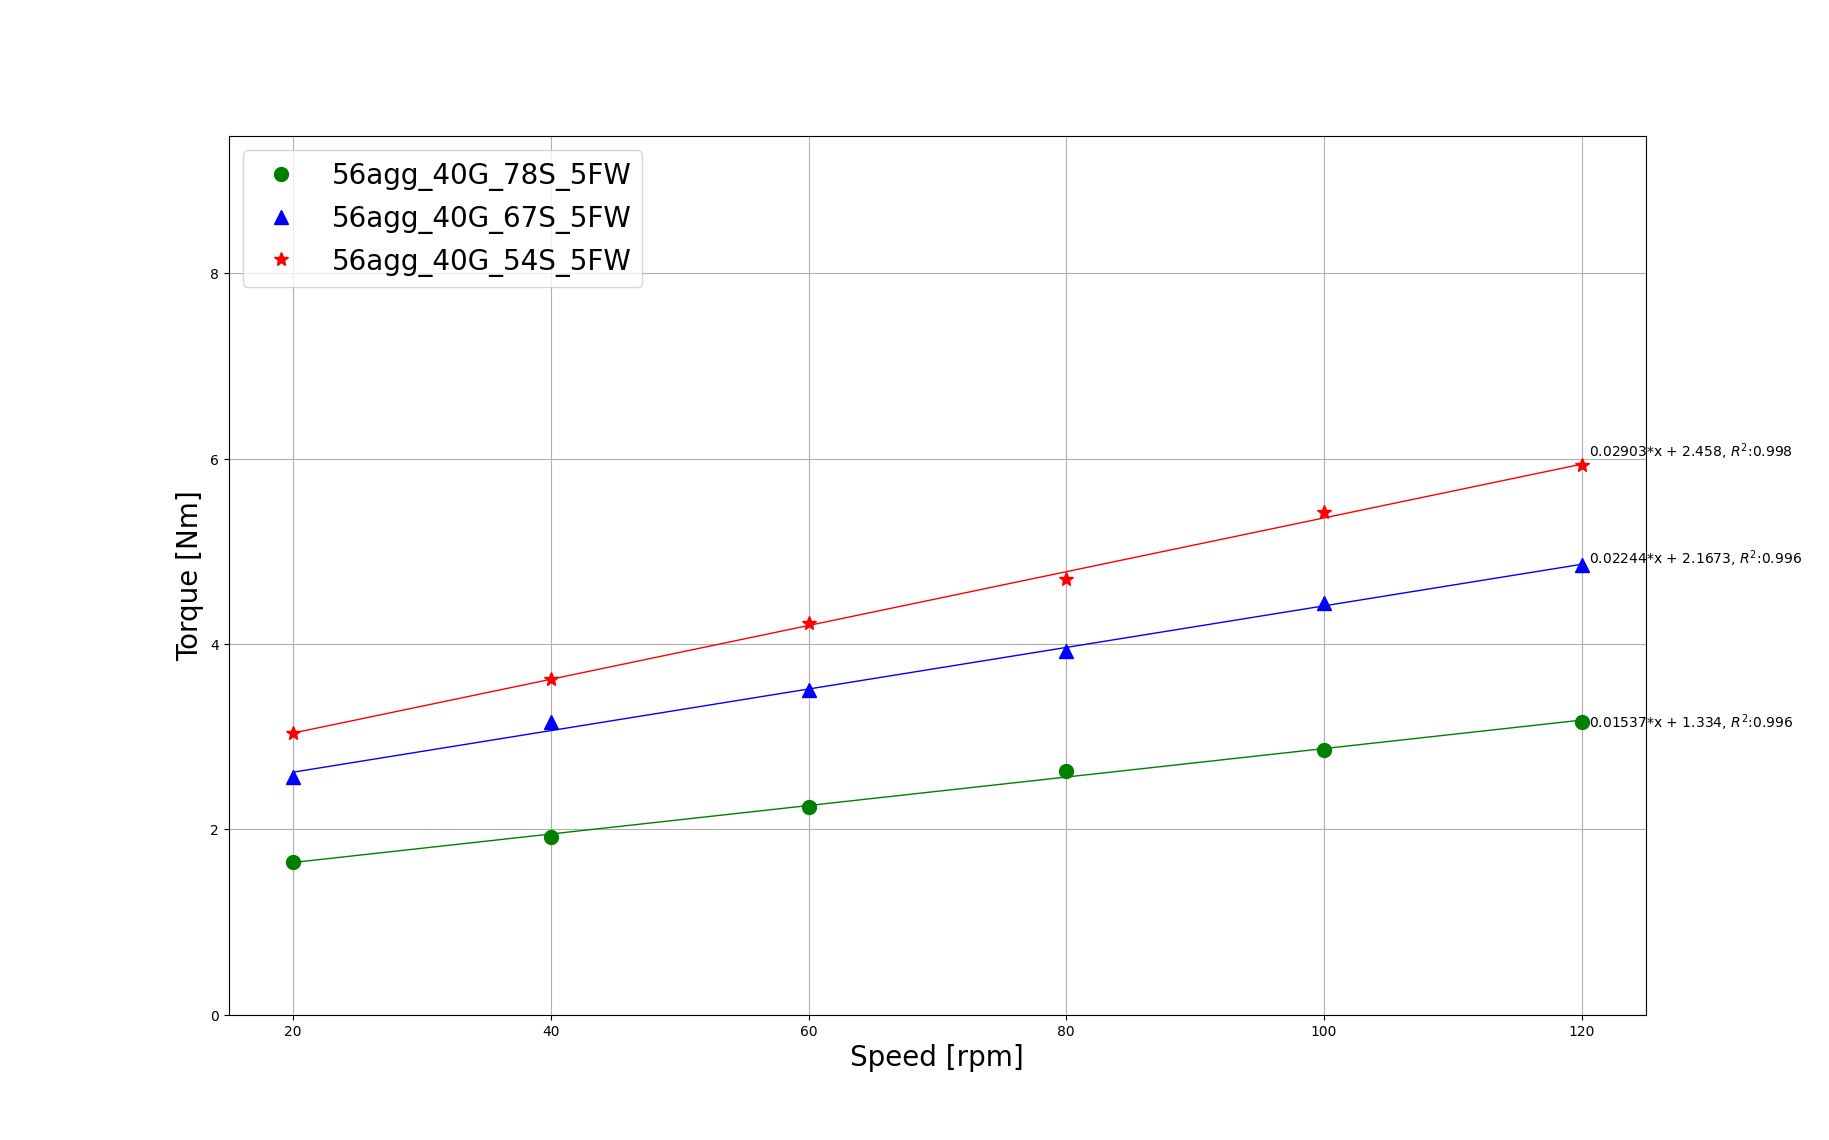 56agg_40G_78S_5FW
56agg_40G_67S_5FW
56agg_40G_54S_5FW
8
6
4
2
0
Torque [Nm]
0.02903*x + 2.458, R²:0.998
0.02244*x + 2.1673, R²:0.996
0.01537*x + 1.334, R²:0.996
20 40 60 80 100 120
Speed [rpm]